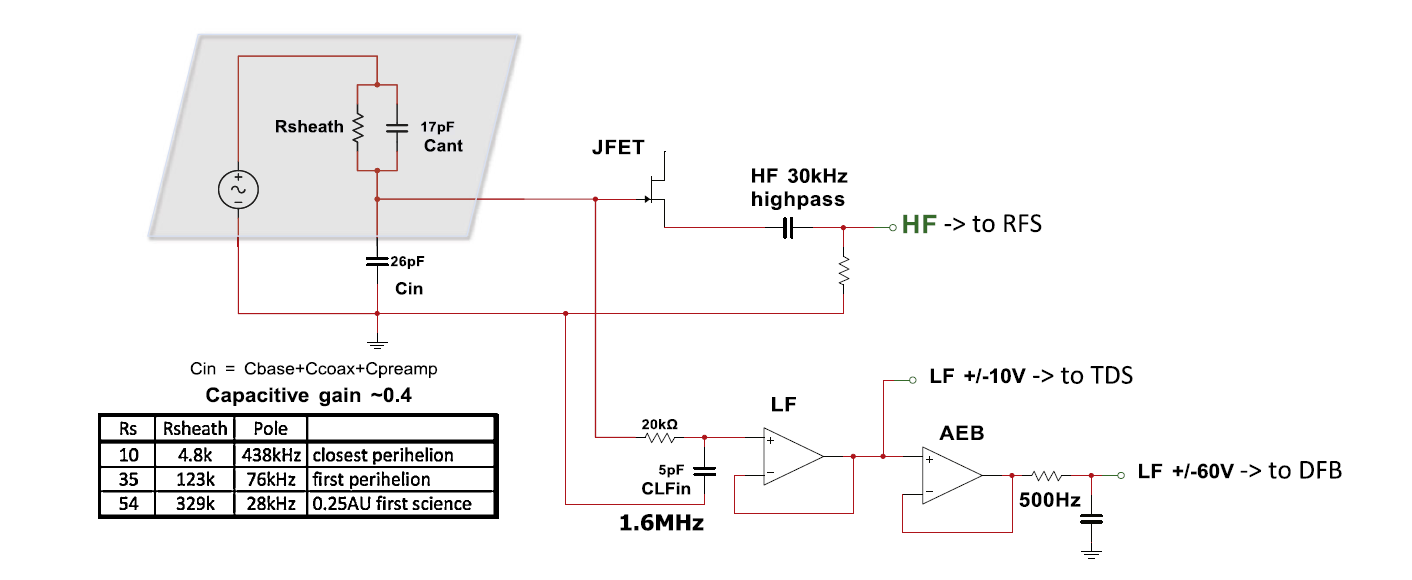 Rsheath
17pF
Cant
+
−
JFET
HF 30kHz
highpass
HF -> to RFS
26pF
Cin
Cin = Cbase+Ccoax+Cpreamp
Capacitive gain ~0.4
Rs Rsheath Pole
10 4.8k 438kHz closest perihelion
35 123k 76kHz first perihelion
54 329k 28kHz 0.25AU first science
LF +/-10V -> to TDS
LF
20kΩ
+
−
5pF
CLFin
1.6MHz
AEB
+
−
500Hz
LF +/-60V -> to DFB